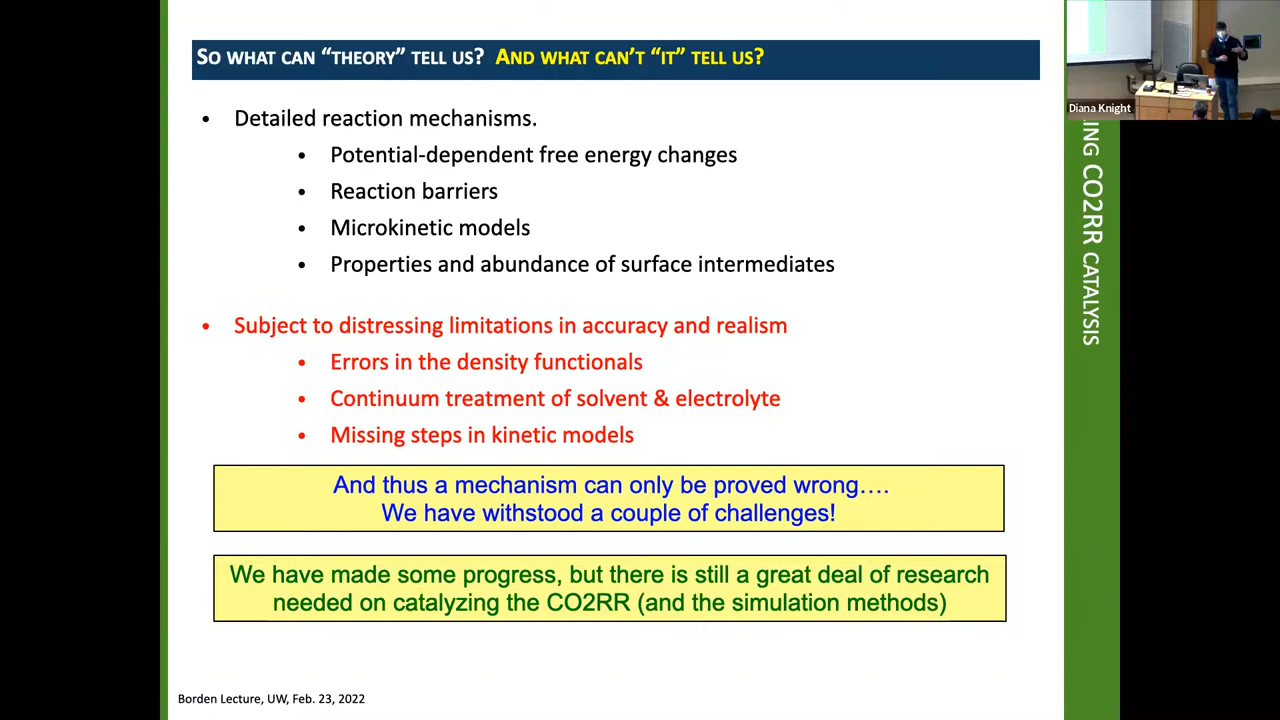 SO WHAT CAN “THEORY” TELL US? AND WHAT CAN’T “IT” TELL US?
• Detailed reaction mechanisms.
• Potential-dependent free energy changes
• Reaction barriers
• Microkinetic models
• Properties and abundance of surface intermediates
• Subject to distressing limitations in accuracy and realism
• Errors in the density functionals
• Continuum treatment of solvent & electrolyte
• Missing steps in kinetic models
And thus a mechanism can only be proved wrong….
We have withstood a couple of challenges!
We have made some progress, but there is still a great deal of research
needed on catalyzing the CO2RR (and the simulation methods)
Borden Lecture, UW, Feb. 23, 2022
Diana Knight
CO2RR CATALYSIS